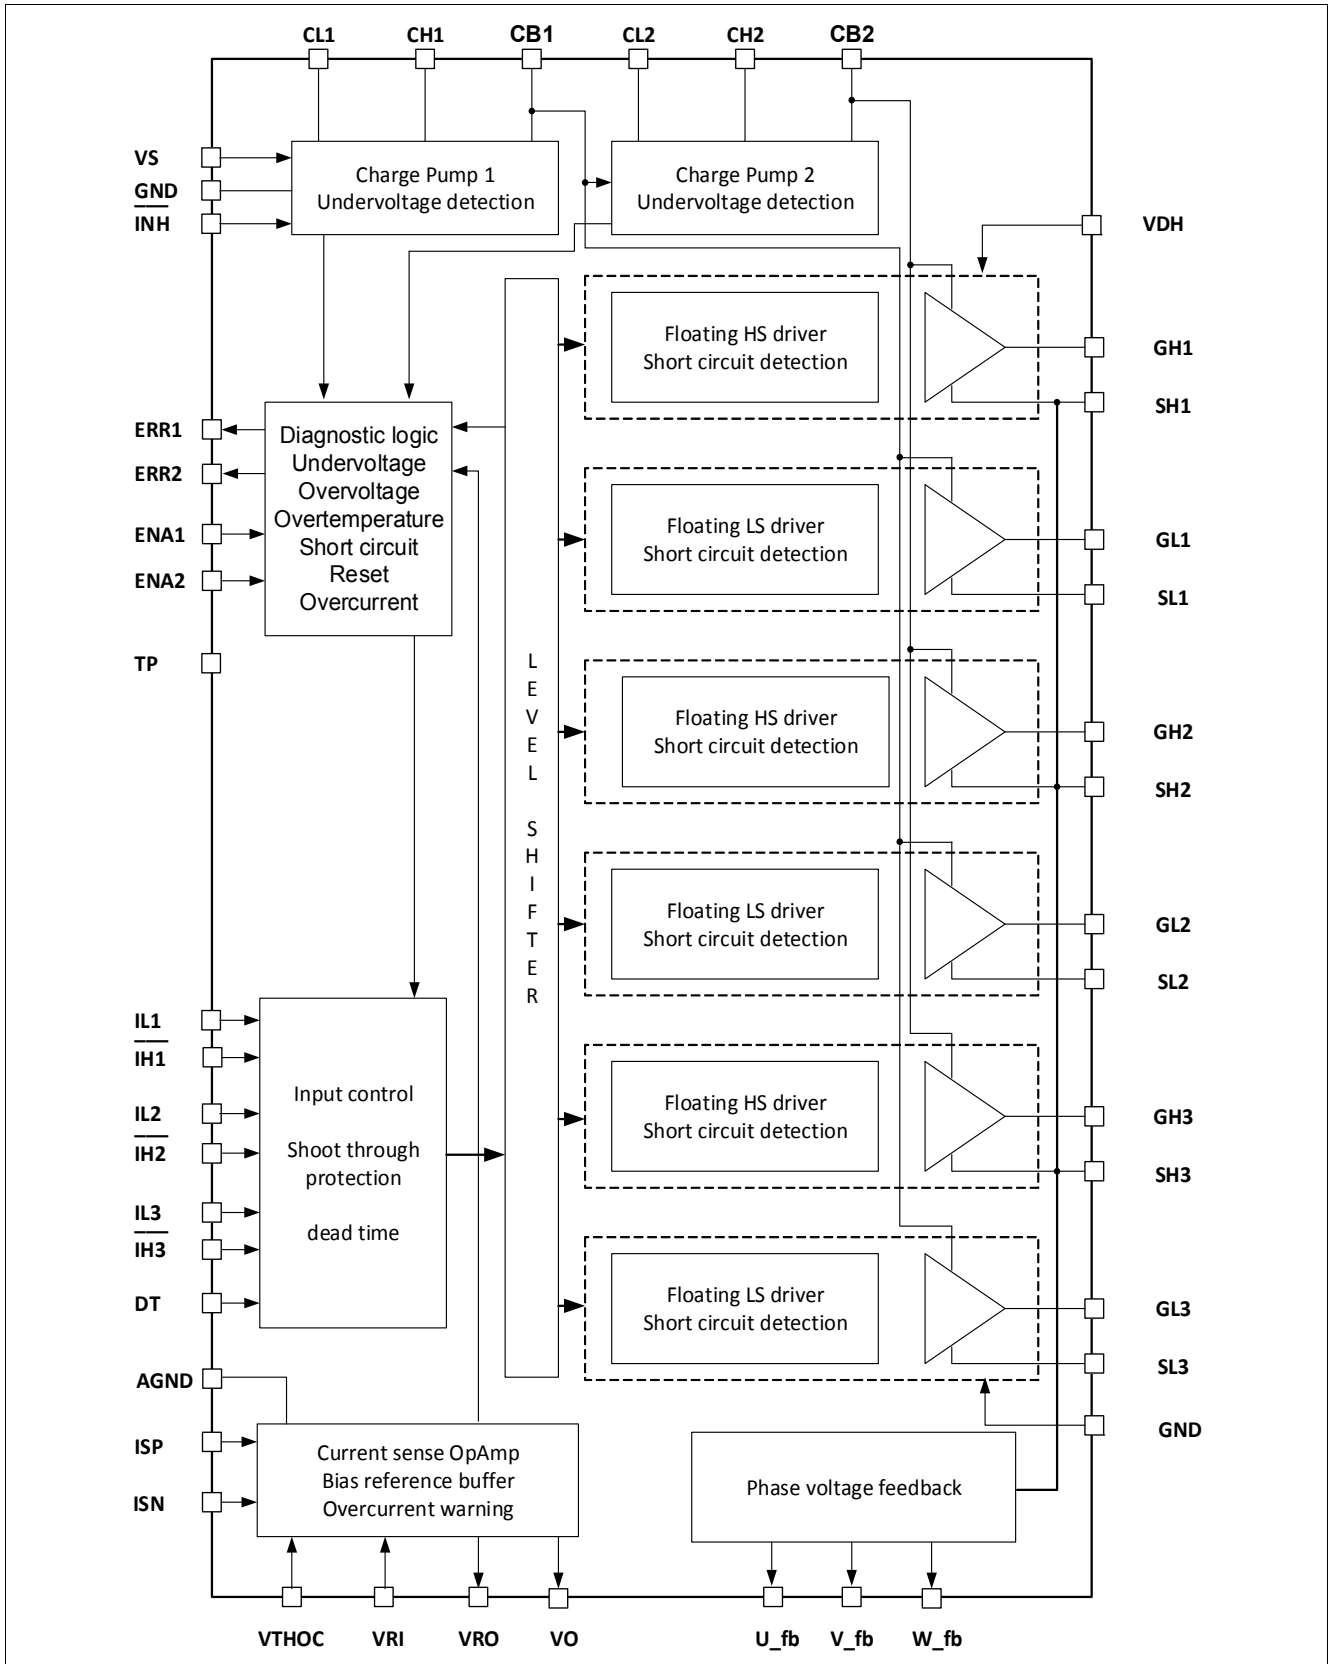 CL1 CH1 CB1 CL2 CH2 CB2
VS
GND
INH
Charge Pump 1
Undervoltage detection
Charge Pump 2
Undervoltage detection
VDH
Floating HS driver
Short circuit detection
GH1
SH1
ERR1
ERR2
ENA1
ENA2
Diagnostic logic
Undervoltage
Overvoltage
Overtemperature
Short circuit
Reset
Overcurrent
Floating LS driver
Short circuit detection
GL1
SL1
TP
LEVEL SHIFTER
Floating HS driver
Short circuit detection
GH2
SH2
Floating LS driver
Short circuit detection
GL2
SL2
IL1
IH1
IL2
IH2
IL3
IH3
DT
Input control
Shoot through
protection
dead time
Floating HS driver
Short circuit detection
GH3
SH3
Floating LS driver
Short circuit detection
GL3
SL3
AGND
ISP
ISN
Current sense OpAmp
Bias reference buffer
Overcurrent warning
GND
Phase voltage feedback
VTHOC VRI VRO VO U_fb V_fb W_fb